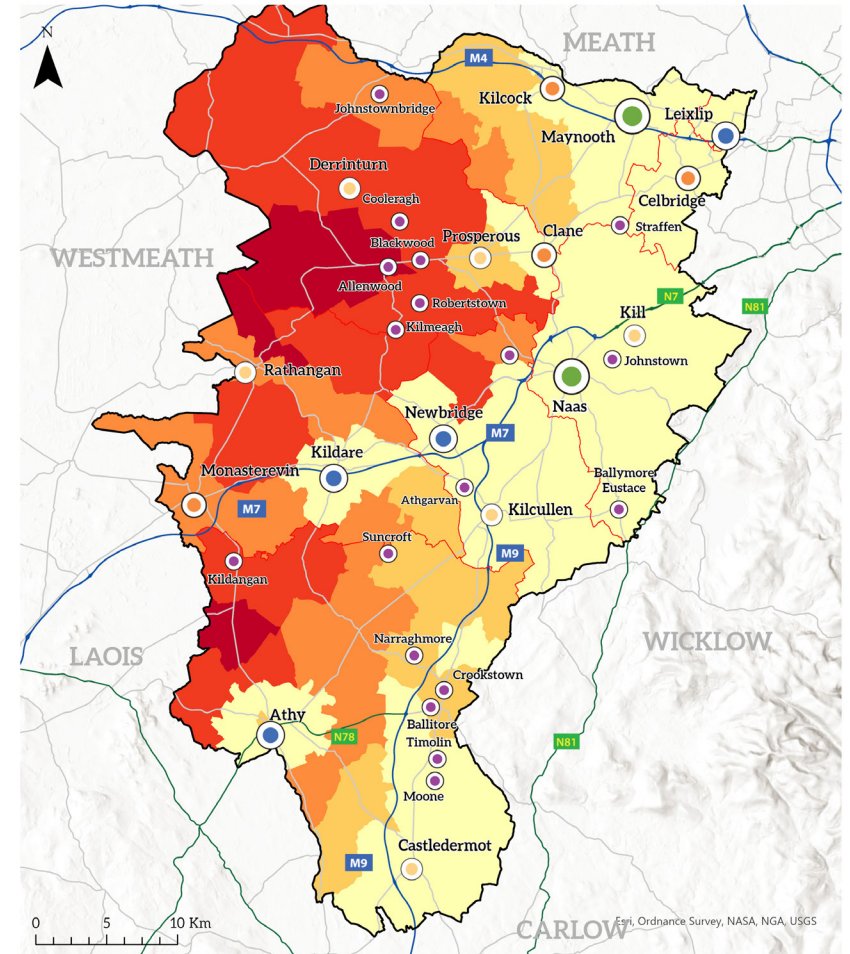 N
MEATH
M4
Kilcock
Johnstownbridge
Maynooth
Leixlip
Derrinturn
Cooleragh
Celbridge
Straffen
Blackwood
Prosperous
Clane
WESTMEATH
Allenwood
Robertstown
N7
N81
Kill
Kilmeagh
Johnstown
Rathangan
Naas
Newbridge
M7
Kildare
Monasterevin
Ballymore
Eustace
Athgarvan
Kilcullen
M7
Suncroft
M9
Kildangan
Narraghmore
WICKLOW
LAOIS
Crookstown
Athy
Ballitore
N78
Timolin
N81
Moone
Castledermot
M9
0 5 10 Km
Esri, Ordnance Survey, NASA, NGA, USGS
CARLOW